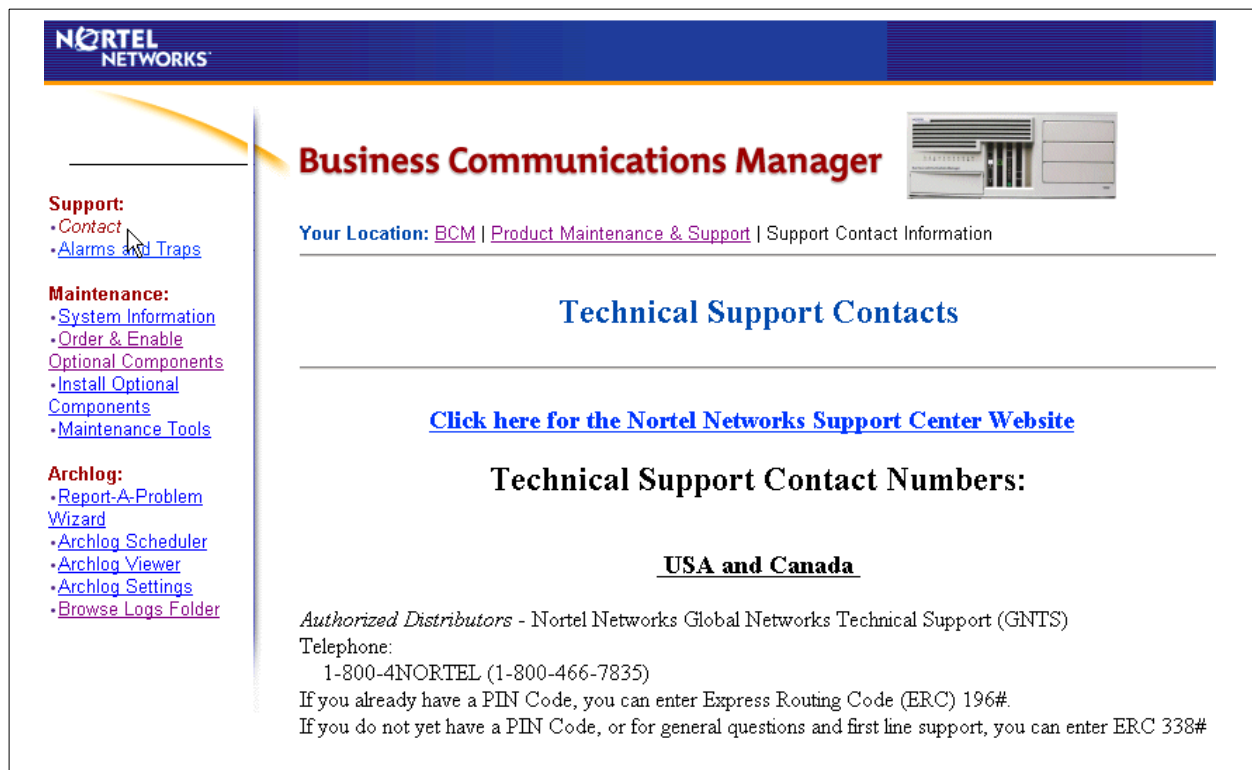 NORTEL
NETWORKS
Business Communications Manager
Support:
•Contact
•Alarms and Traps
Maintenance:
•System Information
•Order & Enable
Optional Components
•Install Optional
Components
•Maintenance Tools
Archlog:
•Report-A-Problem
Wizard
•Archlog Scheduler
•Archlog Viewer
•Archlog Settings
•Browse Logs Folder
Your Location: BCM | Product Maintenance & Support | Support Contact Information
Technical Support Contacts
Click here for the Nortel Networks Support Center Website
Technical Support Contact Numbers:
USA and Canada
Authorized Distributors - Nortel Networks Global Networks Technical Support (GNTS)
Telephone:
1-800-4NORTEL (1-800-466-7835)
If you already have a PIN Code, you can enter Express Routing Code (ERC) 196#.
If you do not yet have a PIN Code, or for general questions and first line support, you can enter ERC 338#